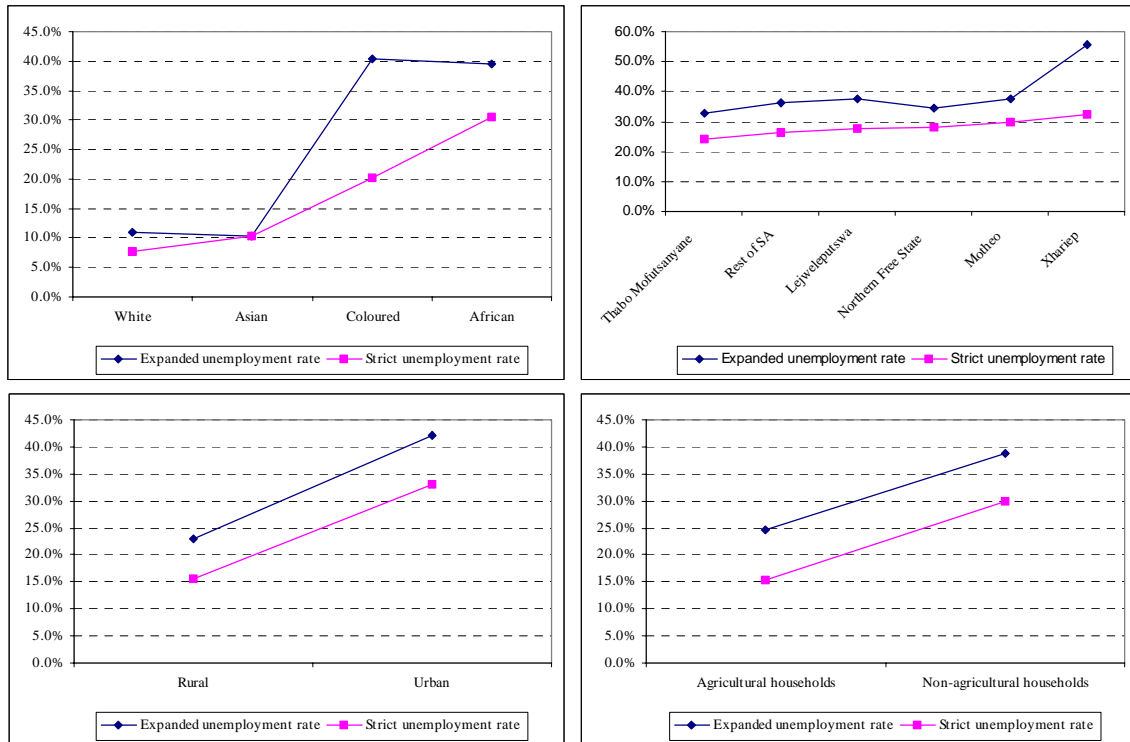 45.0%
40.0%
35.0%
30.0%
25.0%
20.0%
15.0%
10.0%
5.0%
0.0%
White Asian Coloured African
Expanded unemployment rate Strict unemployment rate
60.0%
50.0%
40.0%
30.0%
20.0%
10.0%
0.0%
Thabo Mofutsanyane
Rest of SA
Lejweleputswa
Northern Free State
Motheo
Xhariep
Expanded unemployment rate Strict unemployment rate
45.0%
40.0%
35.0%
30.0%
25.0%
20.0%
15.0%
10.0%
5.0%
0.0%
Rural Urban
Expanded unemployment rate Strict unemployment rate
45.0%
40.0%
35.0%
30.0%
25.0%
20.0%
15.0%
10.0%
5.0%
0.0%
Agricultural households Non-agricultural households
Expanded unemployment rate Strict unemployment rate